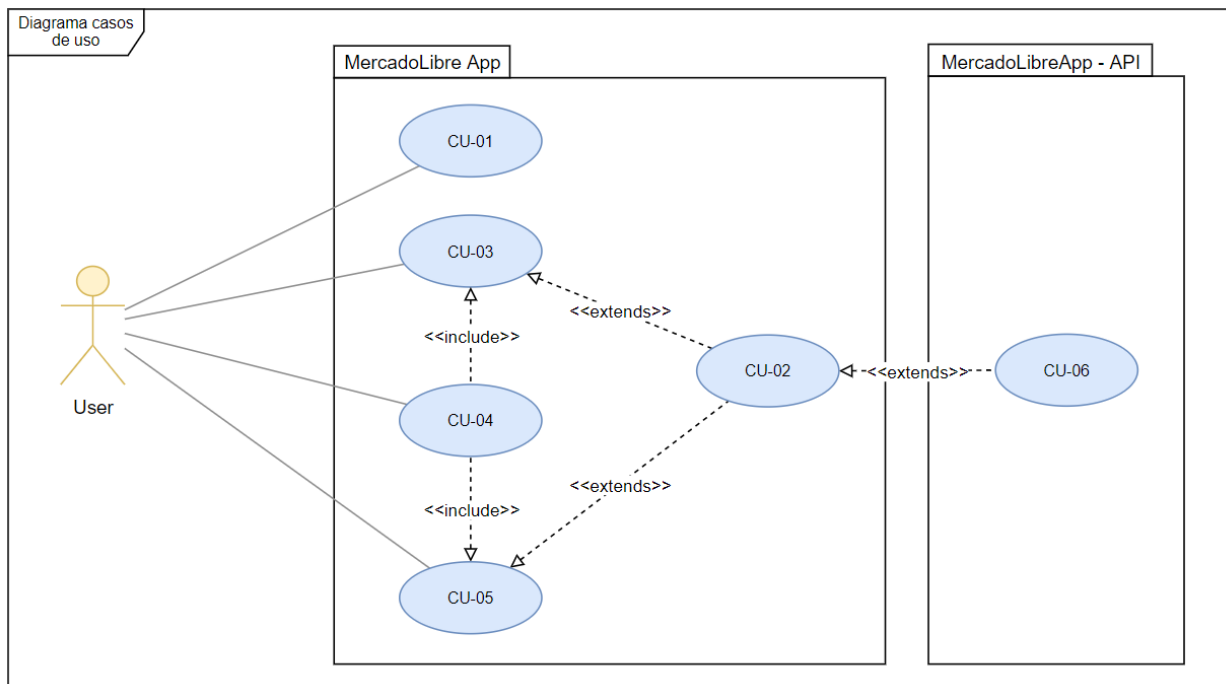 Diagrama casos
de uso
MercadoLibre App
MercadoLibreApp - API
CU-01
CU-03
<<extends>>
<<include>>
CU-02
<<extends>>
CU-06
User
CU-04
<<extends>>
<<include>>
CU-05